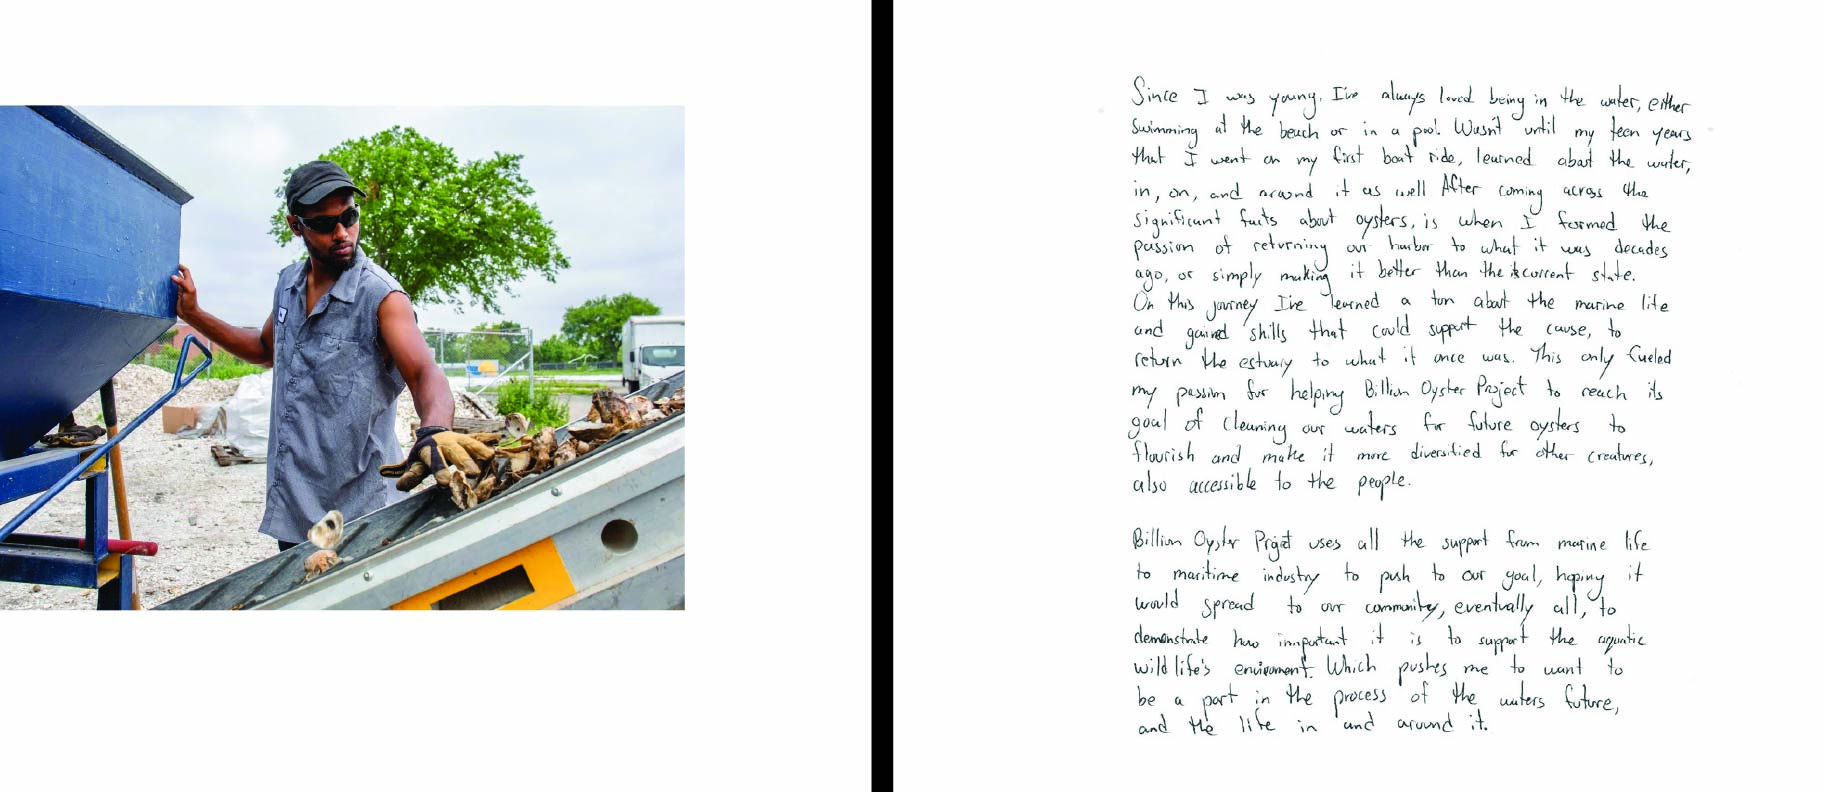 Since I was young, I've always loved being in the water, either
swimming at the beach or in a pool. Wasn't until my teen years
that I went on my first boat ride, learned about the water,
in, on, and around it as well After coming across the
significant facts about oysters, is when I formed the
passion of returning our harbor to what it was decades
ago, or simply making it better than the current state.
On this journey I've learned a ton about the marine life
and gained skills that could support the cause, to
return the estuary to what it once was. This only fueled
my passion for helping Billion Oyster Project to reach its
goal of cleaning our waters for future oysters to
flourish and make it more diversified for other creatures,
also accessible to the people.
Billion Oyster Project uses all the support from marine life
to maritime industry to push to our goal, hoping it
would spread to our community, eventually all, to
demonstrate how important it is to support the aquatic
wild life's enviroment. Which pushes me to want to
be a part in the process of the waters future,
and the life in and around it.